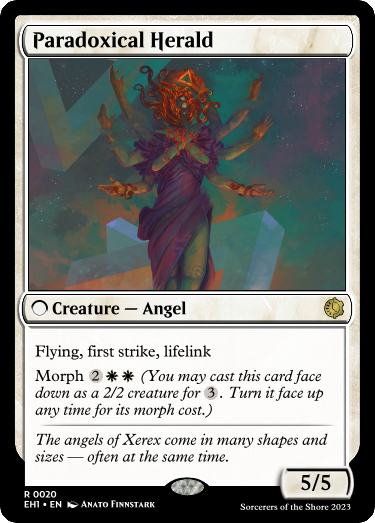 Paradoxical Herald
Creature — Angel
Flying, first strike, lifelink
Morph 2 (You may cast this card face
down as a 2/2 creature for 3. Turn it face up
any time for its morph cost.)
The angels of Xerex come in many shapes and
sizes — often at the same time.
5/5
R 0020
EH1 • EN Anato Finnstark
Sorcerers of the Shore 2023